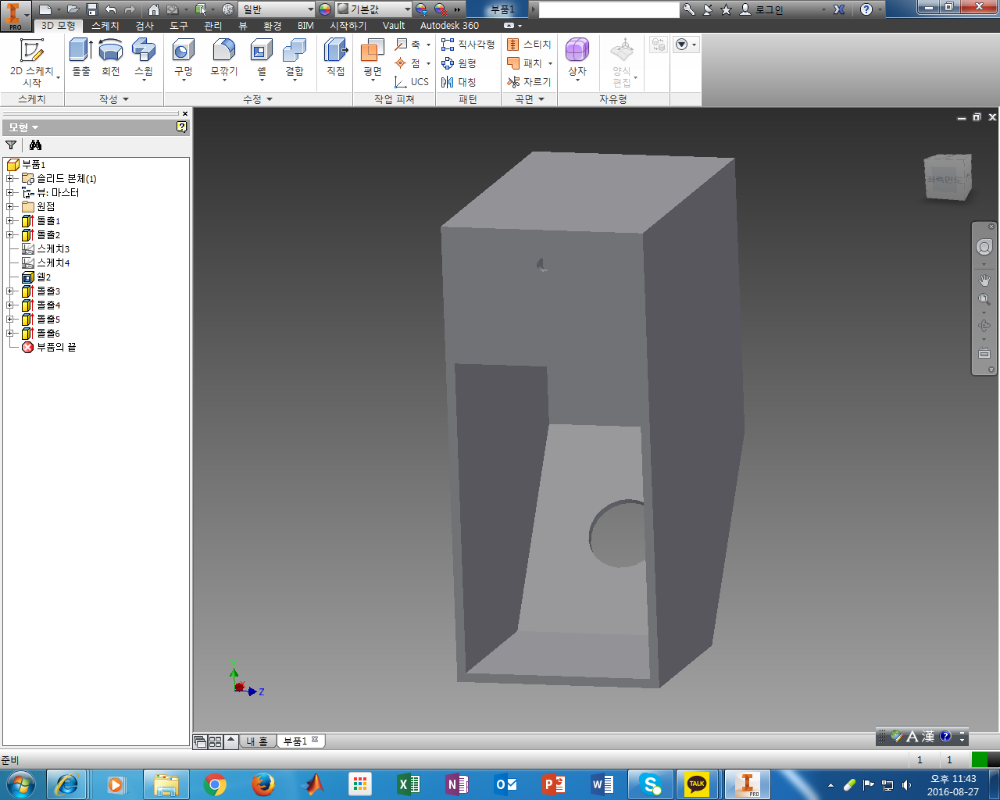 일반
기본값
부품1
로그인
PRO
3D 모형 스케치 검사 도구 관리 뷰 환경 BIM 시작하기 Vault Autodesk 360
2D 스케치
시작
돌출 회전 스윕
구멍 모깎기 쉘 결합
직접
평면
축
점
UCS
직사각형
원형
대칭
스티치
패치
자르기
상자
양식
편집
스케치 작성 수정 작업 피쳐 패턴 곡면 자유형
모형
부품1
솔리드 본체(1)
뷰: 마스터
원점
돌출1
돌출2
스케치3
스케치4
쉘2
돌출3
돌출4
돌출5
돌출6
부품의 끝
Y
X
Z
내 홈 부품1
A 漢
준비
1 1
TALK
PRO
오후 11:43
2016-08-27